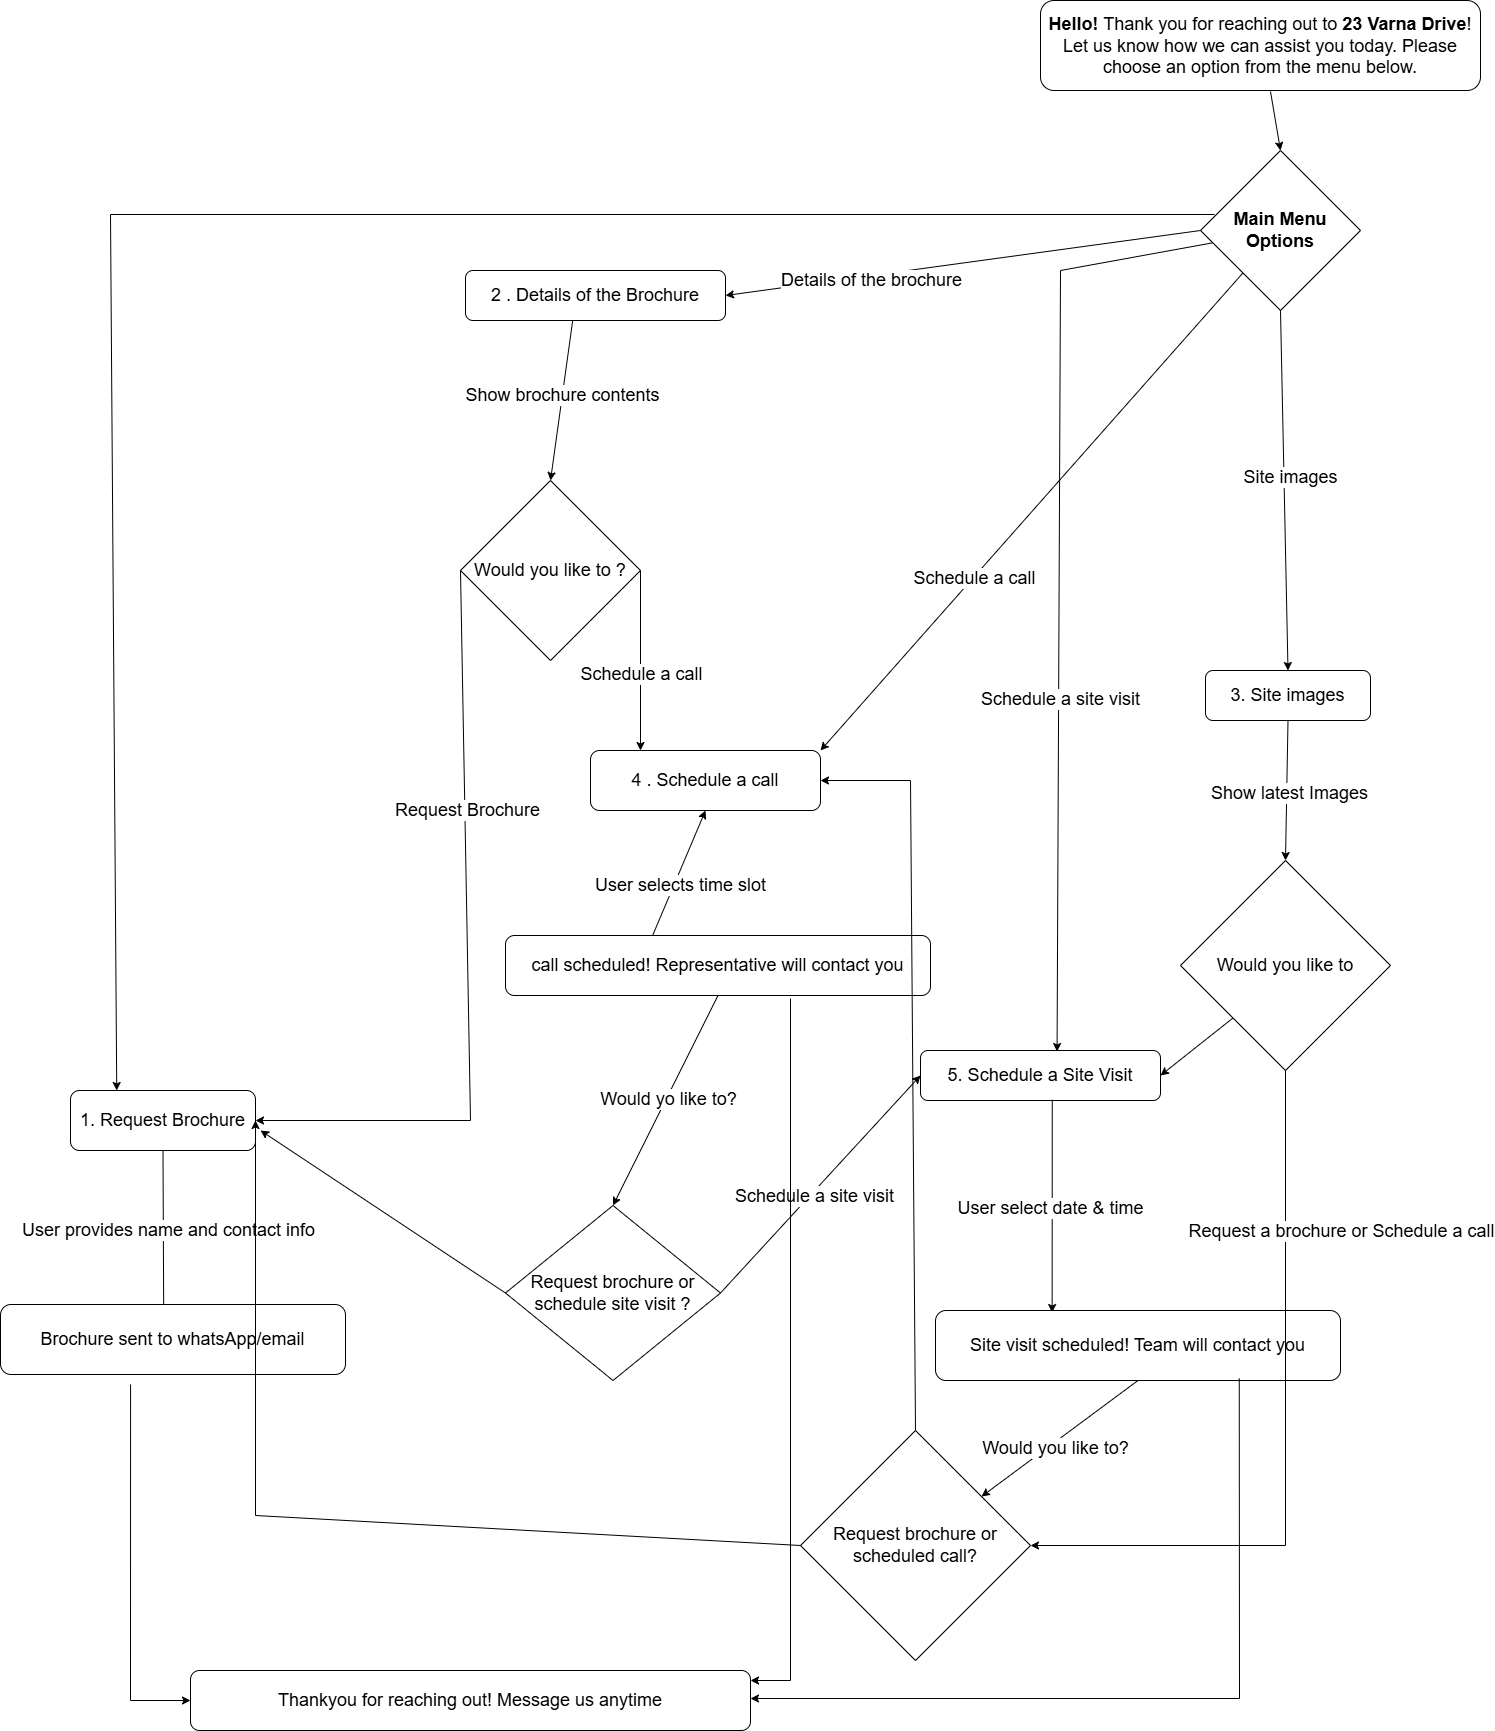 Hello! Thank you for reaching out to 23 Varna Drive!
Let us know how we can assist you today. Please
choose an option from the menu below.
Main Menu
Options
Details of the brochure
2 . Details of the Brochure
Show brochure contents
Site images
Would you like to ?
Schedule a call
Schedule a call
Schedule a site visit
3. Site images
4 . Schedule a call
Show latest Images
Request Brochure
User selects time slot
call scheduled! Representative will contact you
Would you like to
5. Schedule a Site Visit
Would yo like to?
1. Request Brochure
Schedule a site visit
User select date & time
User provides name and contact info
Request a brochure or Schedule a call
Request brochure or
schedule site visit ?
Brochure sent to whatsApp/email
Site visit scheduled! Team will contact you
Would you like to?
Request brochure or
scheduled call?
Thankyou for reaching out! Message us anytime